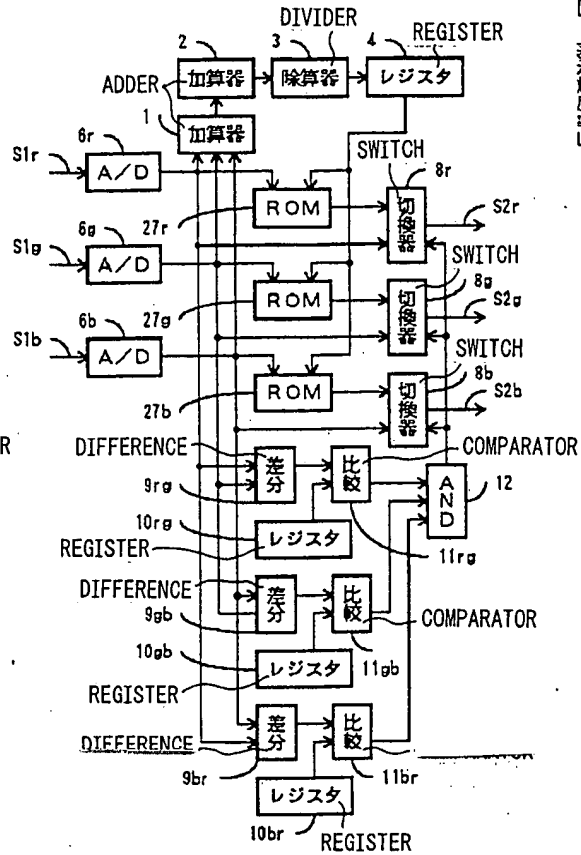 DIVIDER
2
3
4
REGISTER
加算器
除算器
レジスタ
ADDER
1
加算器
6r
S1r
A/D
SWITCH
8r
ROM
切換器
S2r
27r
6g
S1g
A/D
SWITCH
8g
ROM
切換器
S2g
27g
6b
S1b
A/D
SWITCH
8b
ROM
切換器
S2b
27b
R
DIFFERENCE
COMPARATOR
差分
比較
AND
12
9rg
10rg
レジスタ
11rg
REGISTER
DIFFERENCE
差分
比較
COMPARATOR
9gb
10gb
レジスタ
11gb
REGISTER
差分
比較
DIFFERENCE
9br
11br
レジスタ
10br
REGISTER